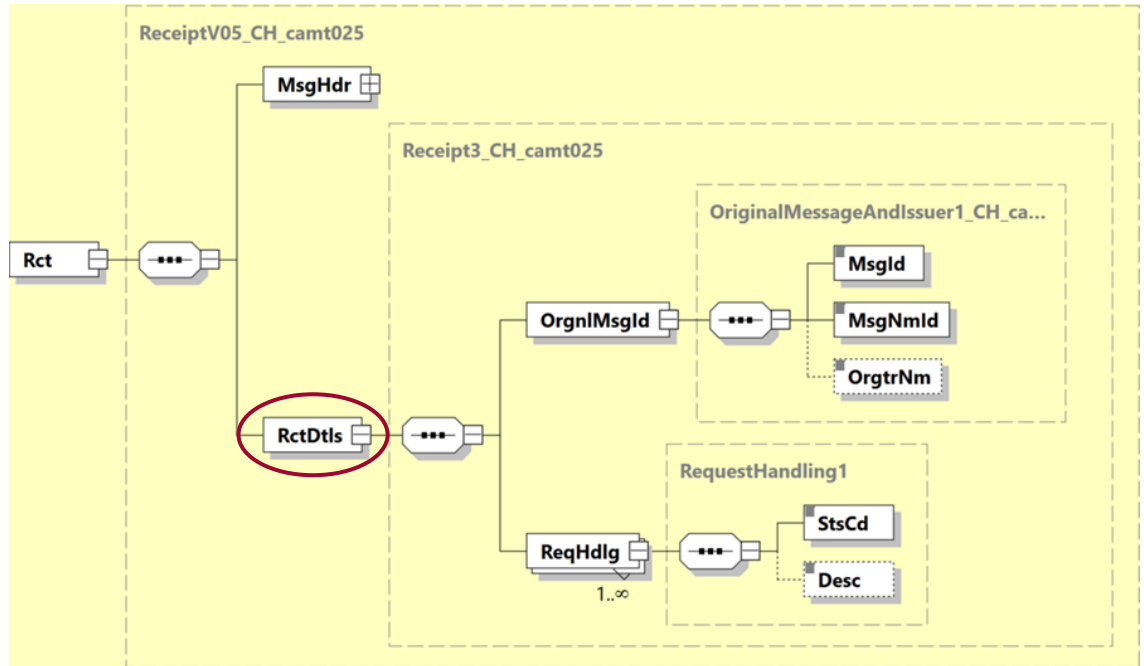 ReceiptV05_CH_camt025
MsgHdr
Receipt3_CH_camt025
OriginalMessageAndIssuer1_CH_ca...
Rct
MsgId
OrgnlMsgId
MsgNmId
OrgtrNm
RctDtls
RequestHandling1
StsCd
ReqHdlg
Desc
1..∞